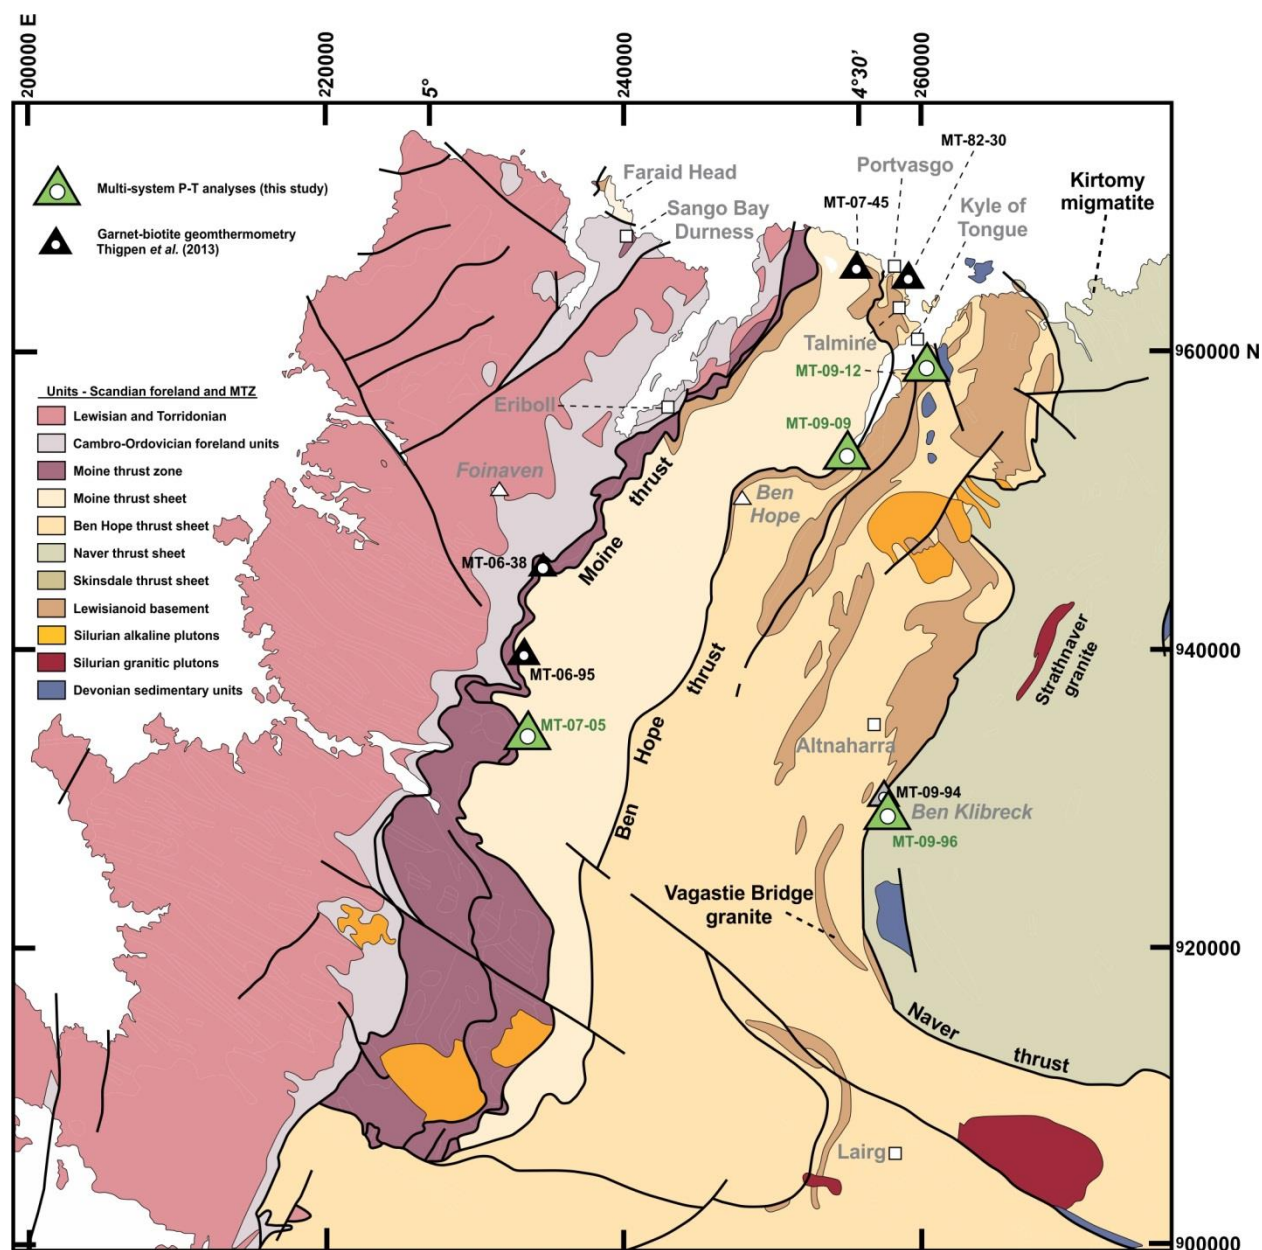 200000 E
220000
5°
240000
4°30'
260000
Multi-system P-T analyses (this study)
Garnet-biotite geomthermometry
Thigpen et al. (2013)
Faraid Head
Sango Bay
Durness
MT-82-30
Portvasgo
MT-07-45
Kyle of
Tongue
Kirtomy
migmatite
Talmine
MT-09-12
960000 N
Units - Scandian foreland and MTZ
Lewisian and Torridonian
Cambro-Ordovician foreland units
Moine thrust zone
Moine thrust sheet
Ben Hope thrust sheet
Naver thrust sheet
Skinsdale thrust sheet
Lewisianoid basement
Silurian alkaline plutons
Silurian granitic plutons
Devonian sedimentary units
Eriboll
MT-09-09
Foinaven
Moine
thrust
Ben
Hope
MT-06-38
MT-06-95
MT-07-05
Ben
Hope
thrust
940000
Strathnaver
granite
Altnaharra
MT-09-94
Ben Klibreck
MT-09-96
Vagastie Bridge
granite
920000
Naver
thrust
Lairg
900000